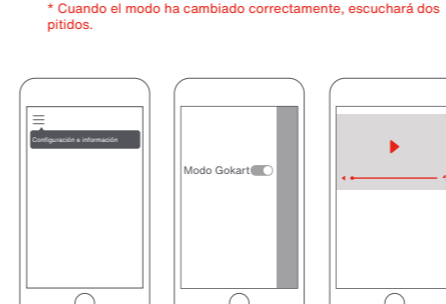 * Cuando el modo ha cambiado correctamente, escuchará dos
pitidos.
Configuración e información
Modo Gokart